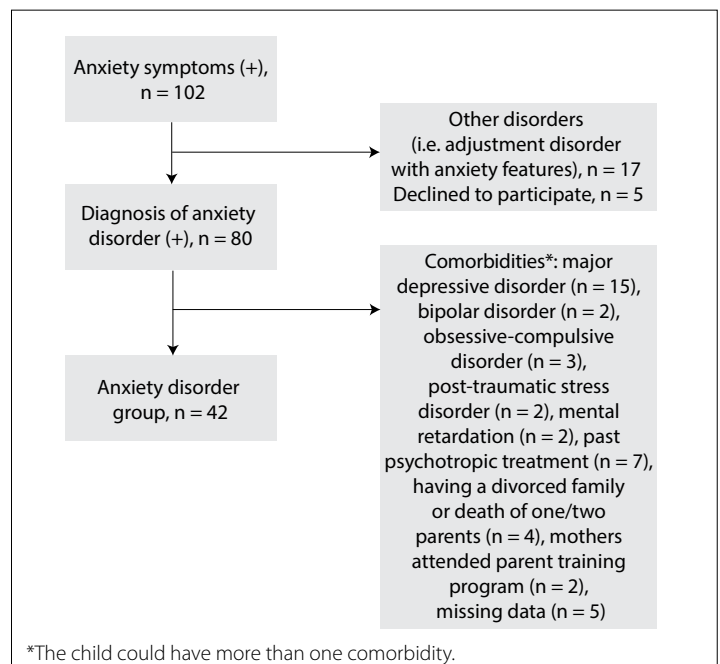 Anxiety symptoms (+),
n = 102
Other disorders
(i.e. adjustment disorder
with anxiety features), n = 17
Declined to participate, n = 5
Diagnosis of anxiety
disorder (+), n = 80
Comorbidities*: major
depressive disorder (n = 15),
bipolar disorder (n = 2),
obsessive-compulsive
disorder (n = 3),
post-traumatic stress
disorder (n = 2), mental
retardation (n = 2), past
psychotropic treatment (n = 7),
having a divorced family
or death of one/two
parents (n = 4), mothers
attended parent training
program (n = 2),
missing data (n = 5)
Anxiety disorder
group, n = 42
*The child could have more than one comorbidity.